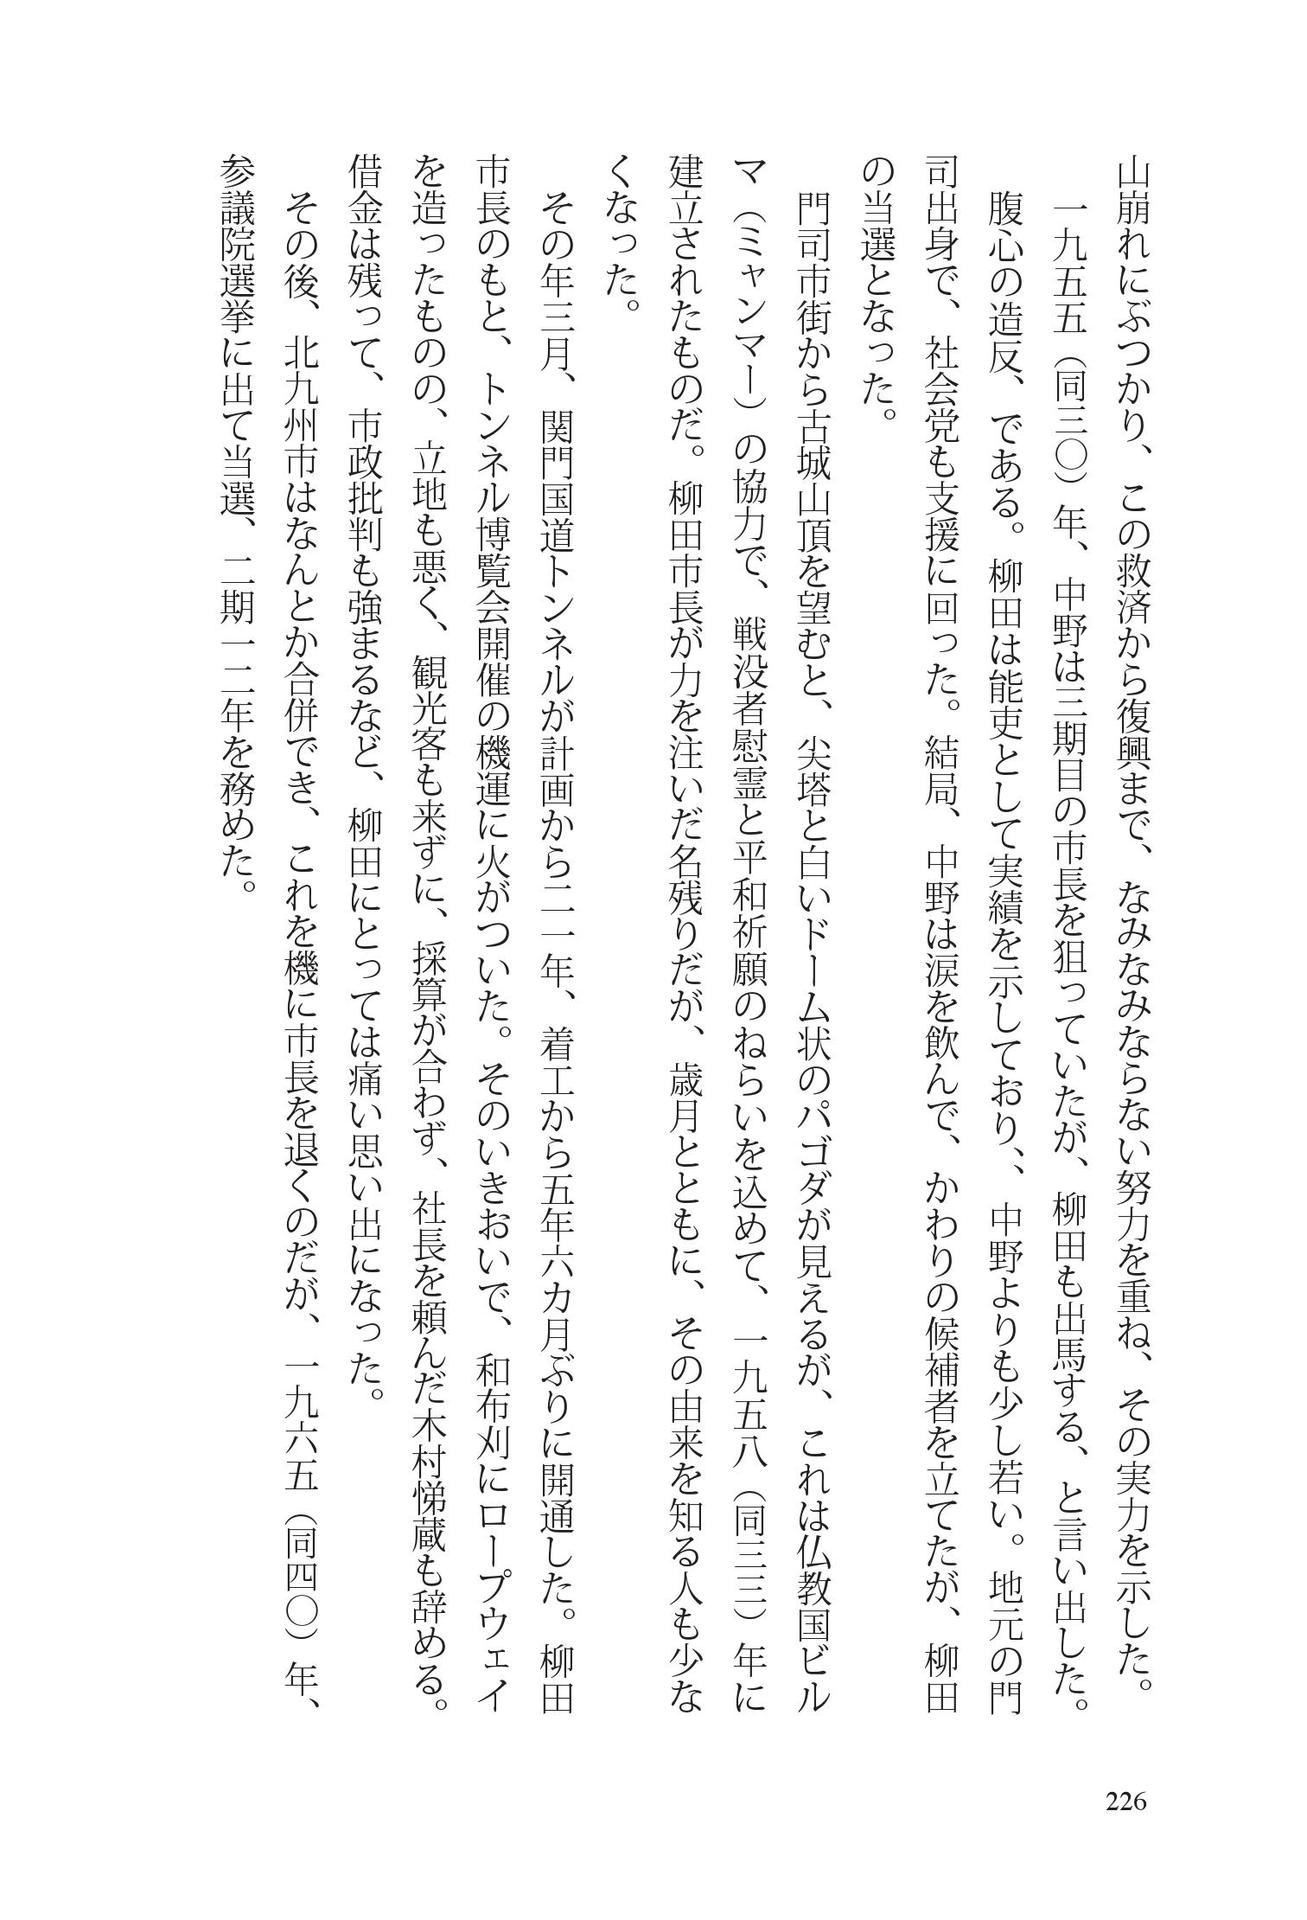 山崩れにぶつかり、この救済から復興まで、なみなみならない努力を重ね、その実力を示した。
一九五五（同三〇）年、中野は三期目の市長を狙っていたが、柳田も出馬する、と言い出した。
腹心の造反、である。柳田は能吏として実績を示しており、、中野よりも少し若い。地元の門
司出身で、社会党も支援に回った。結局、中野は涙を飲んで、かわりの候補者を立てたが、柳田
の当選となった。
門司市街から古城山頂を望むと、尖塔と白いドーム状のパゴダが見えるが、これは仏教国ビル
マ（ミャンマー）の協力で、戦没者慰霊と平和祈願のねらいを込めて、一九五八（同三三）年に
建立されたものだ。柳田市長が力を注いだ名残りだが、歳月とともに、その由来を知る人も少な
くなった。
その年三月、関門国道トンネルが計画から二一年、着工から五年六カ月ぶりに開通した。柳田
市長のもと、トンネル博覧会開催の機運に火がついた。そのいきおいで、和布刈にロープウェイ
を造ったものの、立地も悪く、観光客も来ずに、採算が合わず、社長を頼んだ木村悌蔵も辞める。
借金は残って、市政批判も強まるなど、柳田にとっては痛い思い出になった。
その後、北九州市はなんとか合併でき、これを機に市長を退くのだが、一九六五（同四〇）年、
参議院選挙に出て当選、二期一二年を務めた。
226